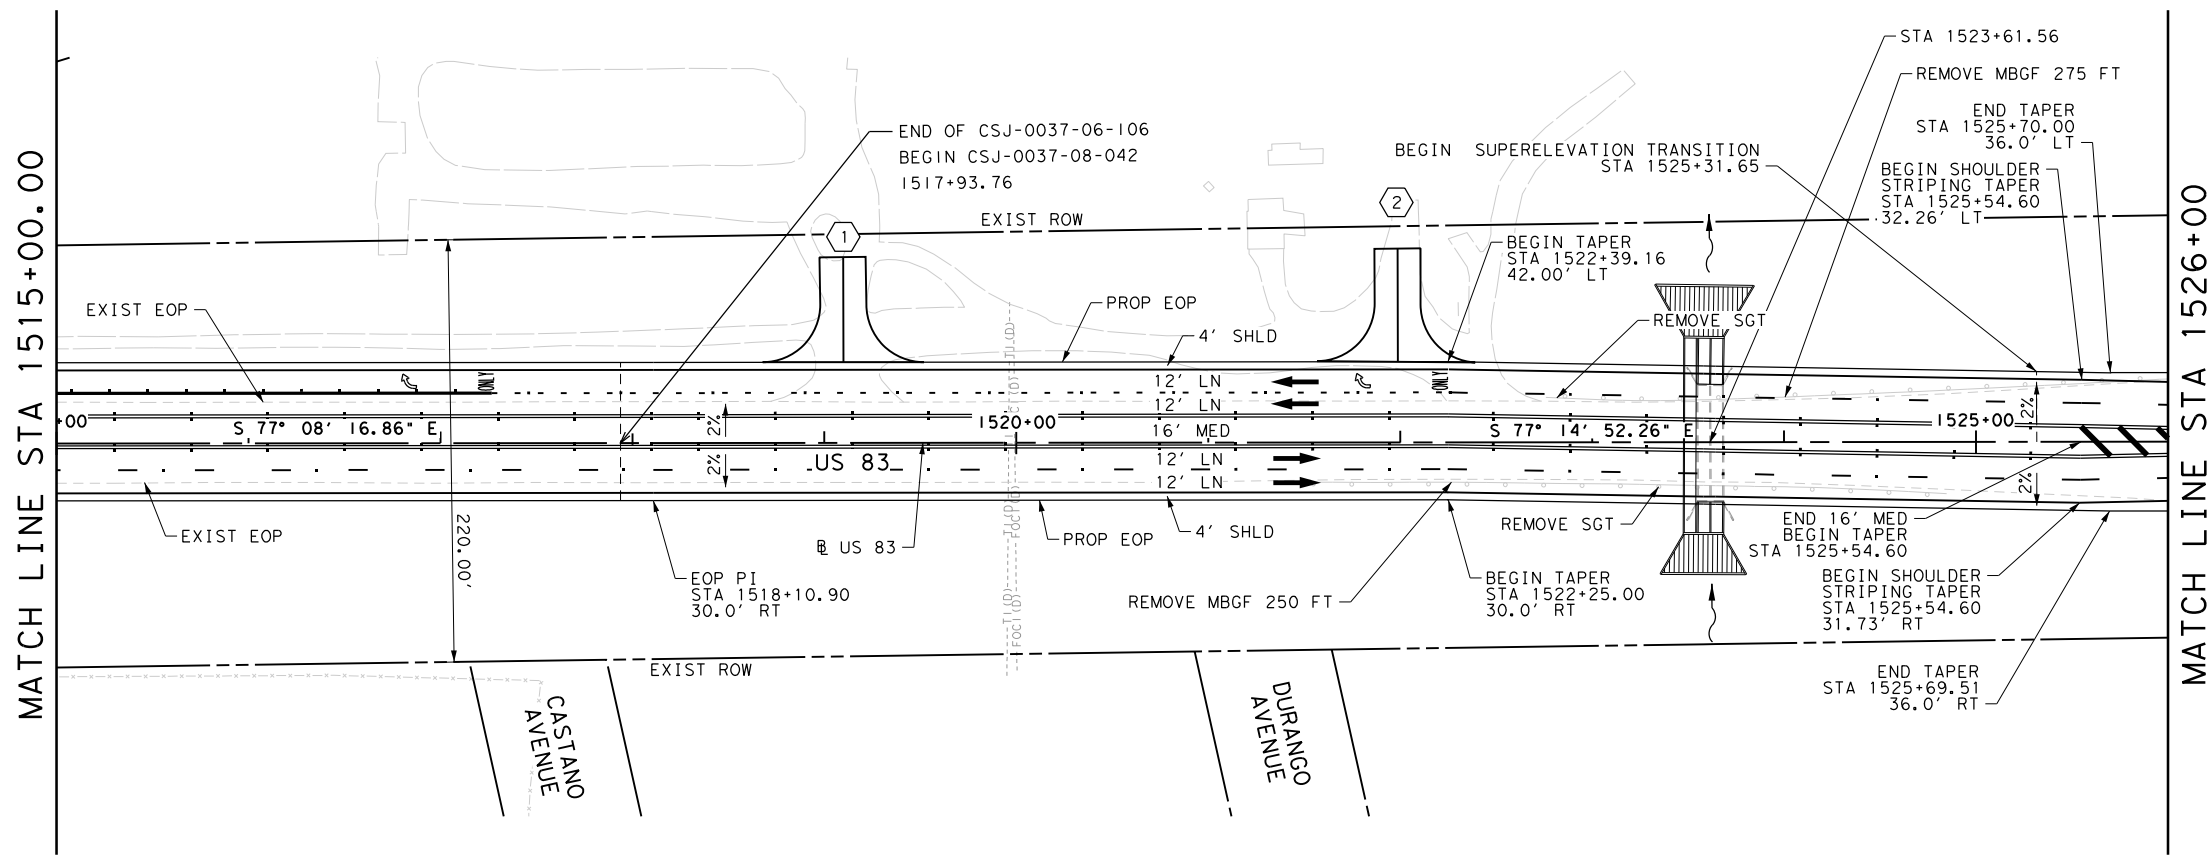 MATCH LINE STA 1515+00.00
MATCH LINE STA 1526+00
STA 1523+61.56
REMOVE MBGF 275 FT
END TAPER
STA 1525+70.00
36.0' LT
BEGIN SHOULDER
STRIPING TAPER
STA 1525+54.60
32.26' LT
BEGIN SUPERELEVATION TRANSITION
STA 1525+31.65
END OF CSJ-0037-06-106
BEGIN CSJ-0037-08-042
1517+93.76
EXIST ROW
1
2
BEGIN TAPER
STA 1522+39.16
42.00' LT
EXIST EOP
PROP EOP
4' SHLD
REMOVE SGT
ONLY
ONLY
12' LN
12' LN
16' MED
12' LN
12' LN
+00
S 77° 08' 16.86" E
1520+00
S 77° 14' 52.26" E
1525+00
2%
2%
2%
2%
US 83
EXIST EOP
220.00'
℄ US 83
PROP EOP
4' SHLD
REMOVE SGT
END 16' MED
BEGIN TAPER
STA 1525+54.60
EOP PI
STA 1518+10.90
30.0' RT
REMOVE MBGF 250 FT
BEGIN TAPER
STA 1522+25.00
30.0' RT
BEGIN SHOULDER
STRIPING TAPER
STA 1525+54.60
31.73' RT
EXIST ROW
END TAPER
STA 1525+69.51
36.0' RT
CASTANO
AVENUE
DURANGO
AVENUE